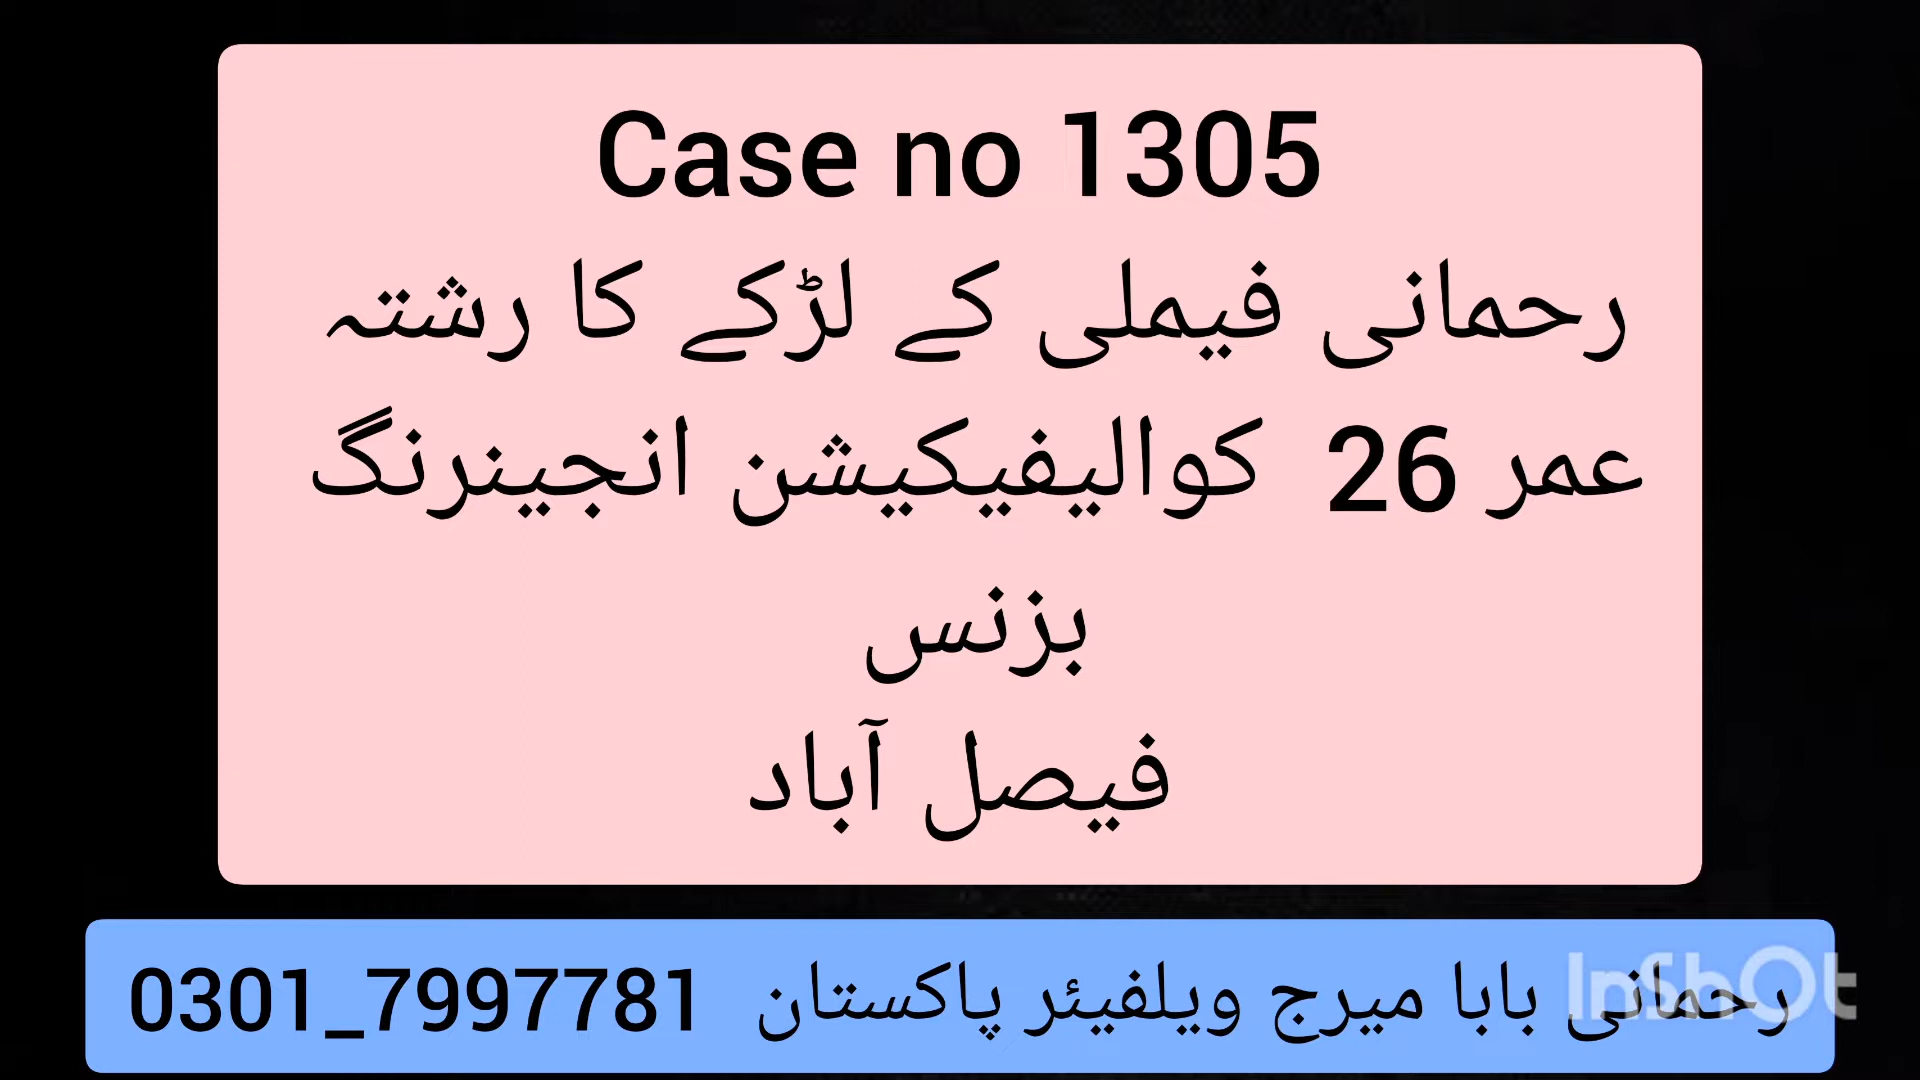 Case no 1305
رحمانی فیملی کے لڑکے کا رشتہ
عمر 26 کوالیفیکیشن انجینرنگ
بزنس
فیصل آباد
رحمانی بابا میرج ویلفیئر پاکستان 0301_7997781
InShOt